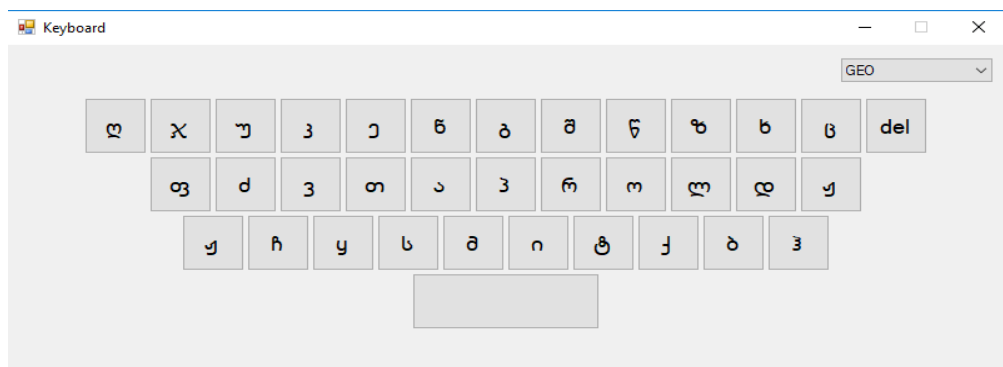 Keyboard
GEO
ღ ჯ უ კ ე ნ გ შ წ ზ ხ ც del
ფ ძ ვ თ ა პ რ ო ლ დ ჟ
ჟ ჩ ყ ს მ ი ტ ქ ბ ჰ